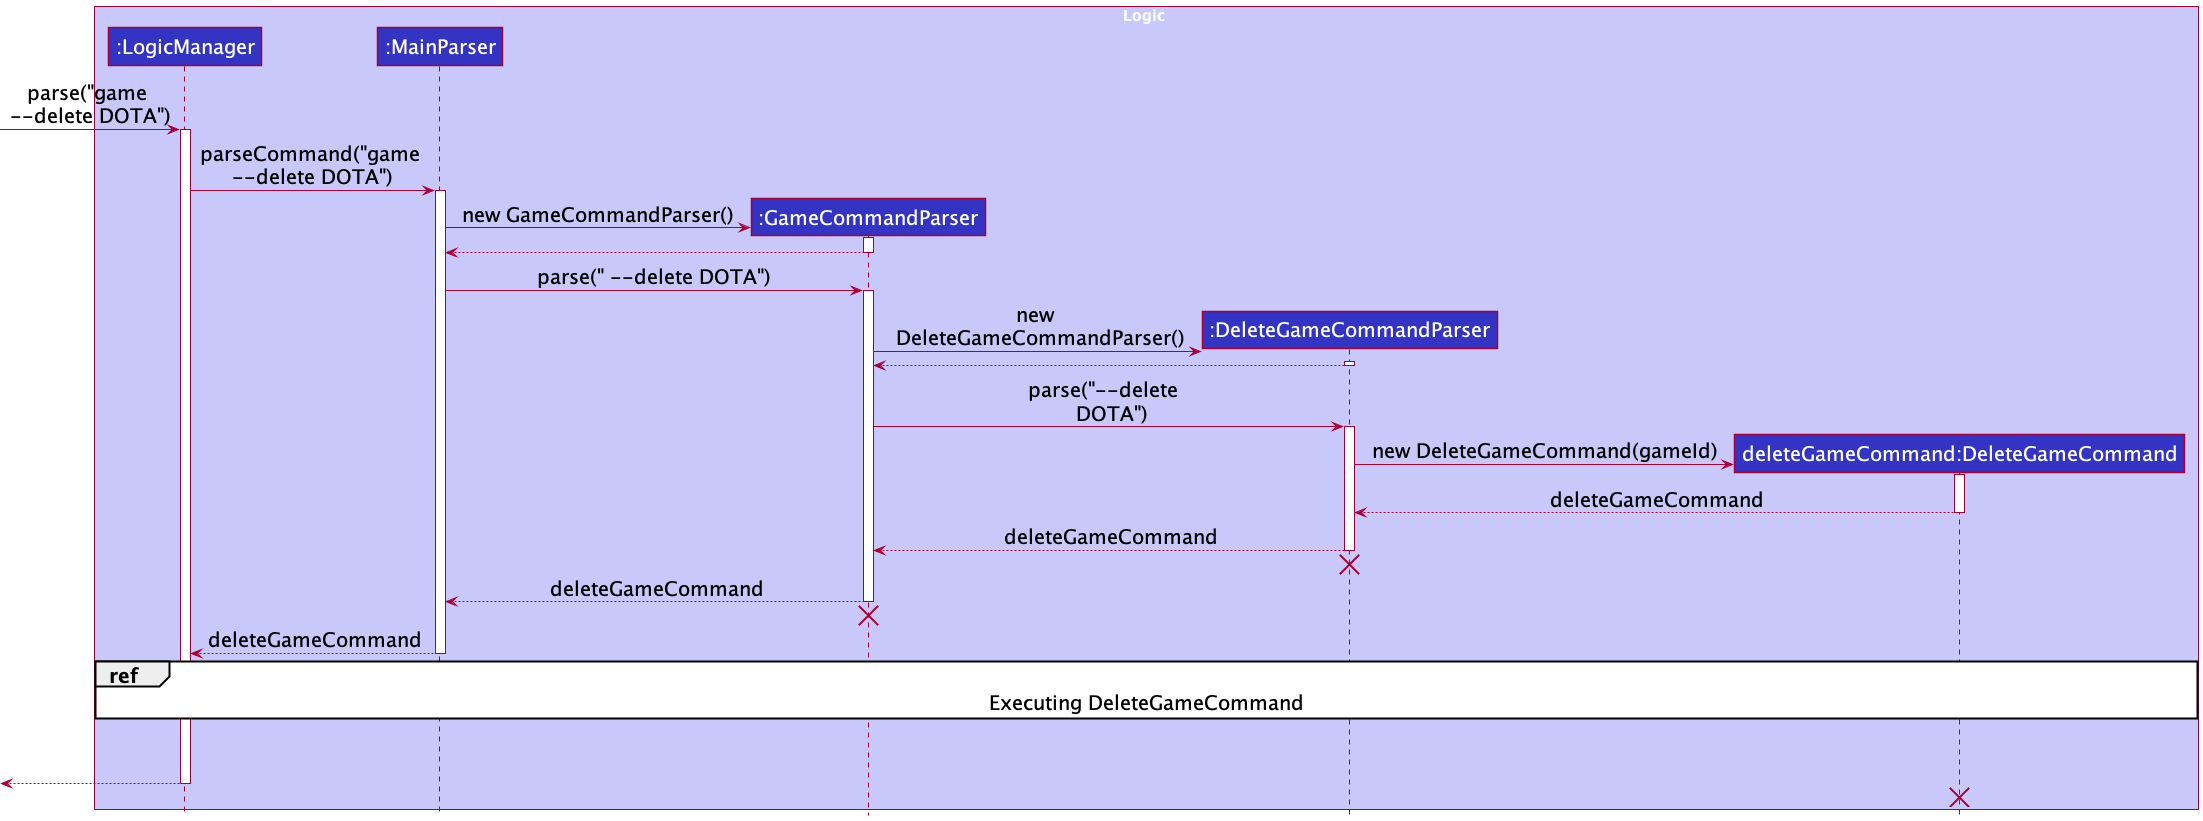 Logic
:LogicManager
:MainParser
parse("game
--delete DOTA")
parseCommand("game
--delete DOTA")
new GameCommandParser()
:GameCommandParser
parse(" --delete DOTA")
new
DeleteGameCommandParser()
:DeleteGameCommandParser
parse("--delete
DOTA")
new DeleteGameCommand(gameId)
deleteGameCommand:DeleteGameCommand
deleteGameCommand
deleteGameCommand
deleteGameCommand
deleteGameCommand
ref
Executing DeleteGameCommand